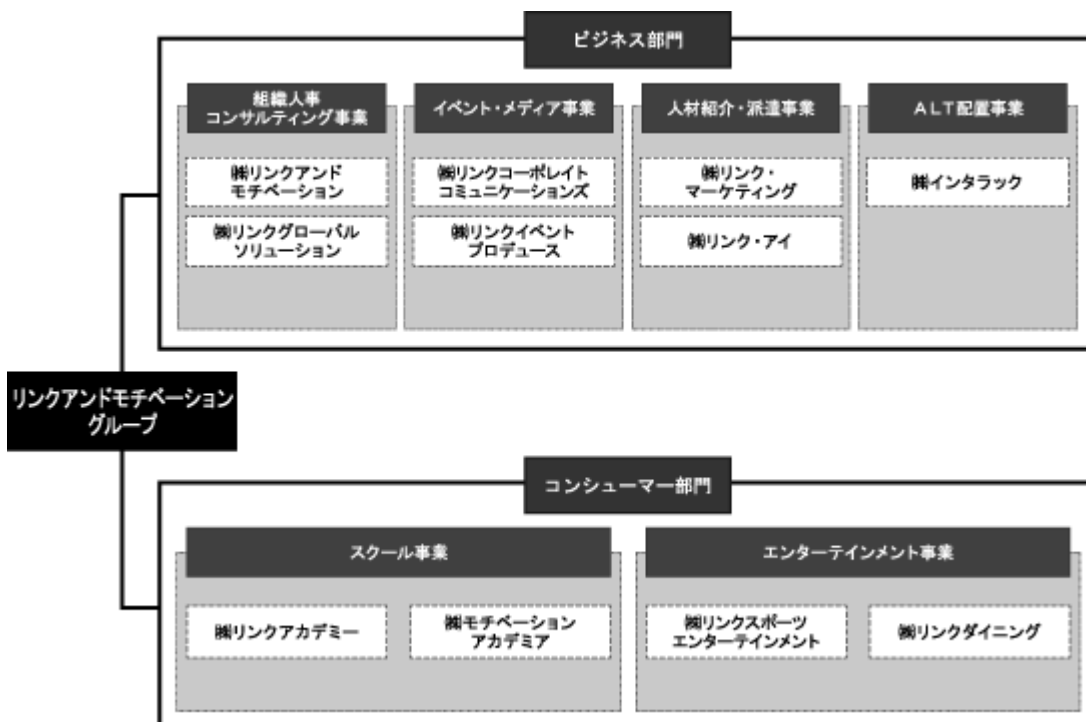 ビジネス部門
組織人事
コンサルティング事業
㈱リンクアンド
モチベーション
㈱リンクグローバル
ソリューション
イベント・メディア事業
㈱リンクコーポレイト
コミュニケーションズ
㈱リンクイベント
プロデュース
人材紹介・派遣事業
㈱リンク・
マーケティング
㈱リンク・アイ
ＡＬＴ配置事業
㈱インタラック
リンクアンドモチベーション
グループ
コンシューマー部門
スクール事業
㈱リンクアカデミー
㈱モチベーション
アカデミア
エンターテインメント事業
㈱リンクスポーツ
エンターテインメント
㈱リンクダイニング